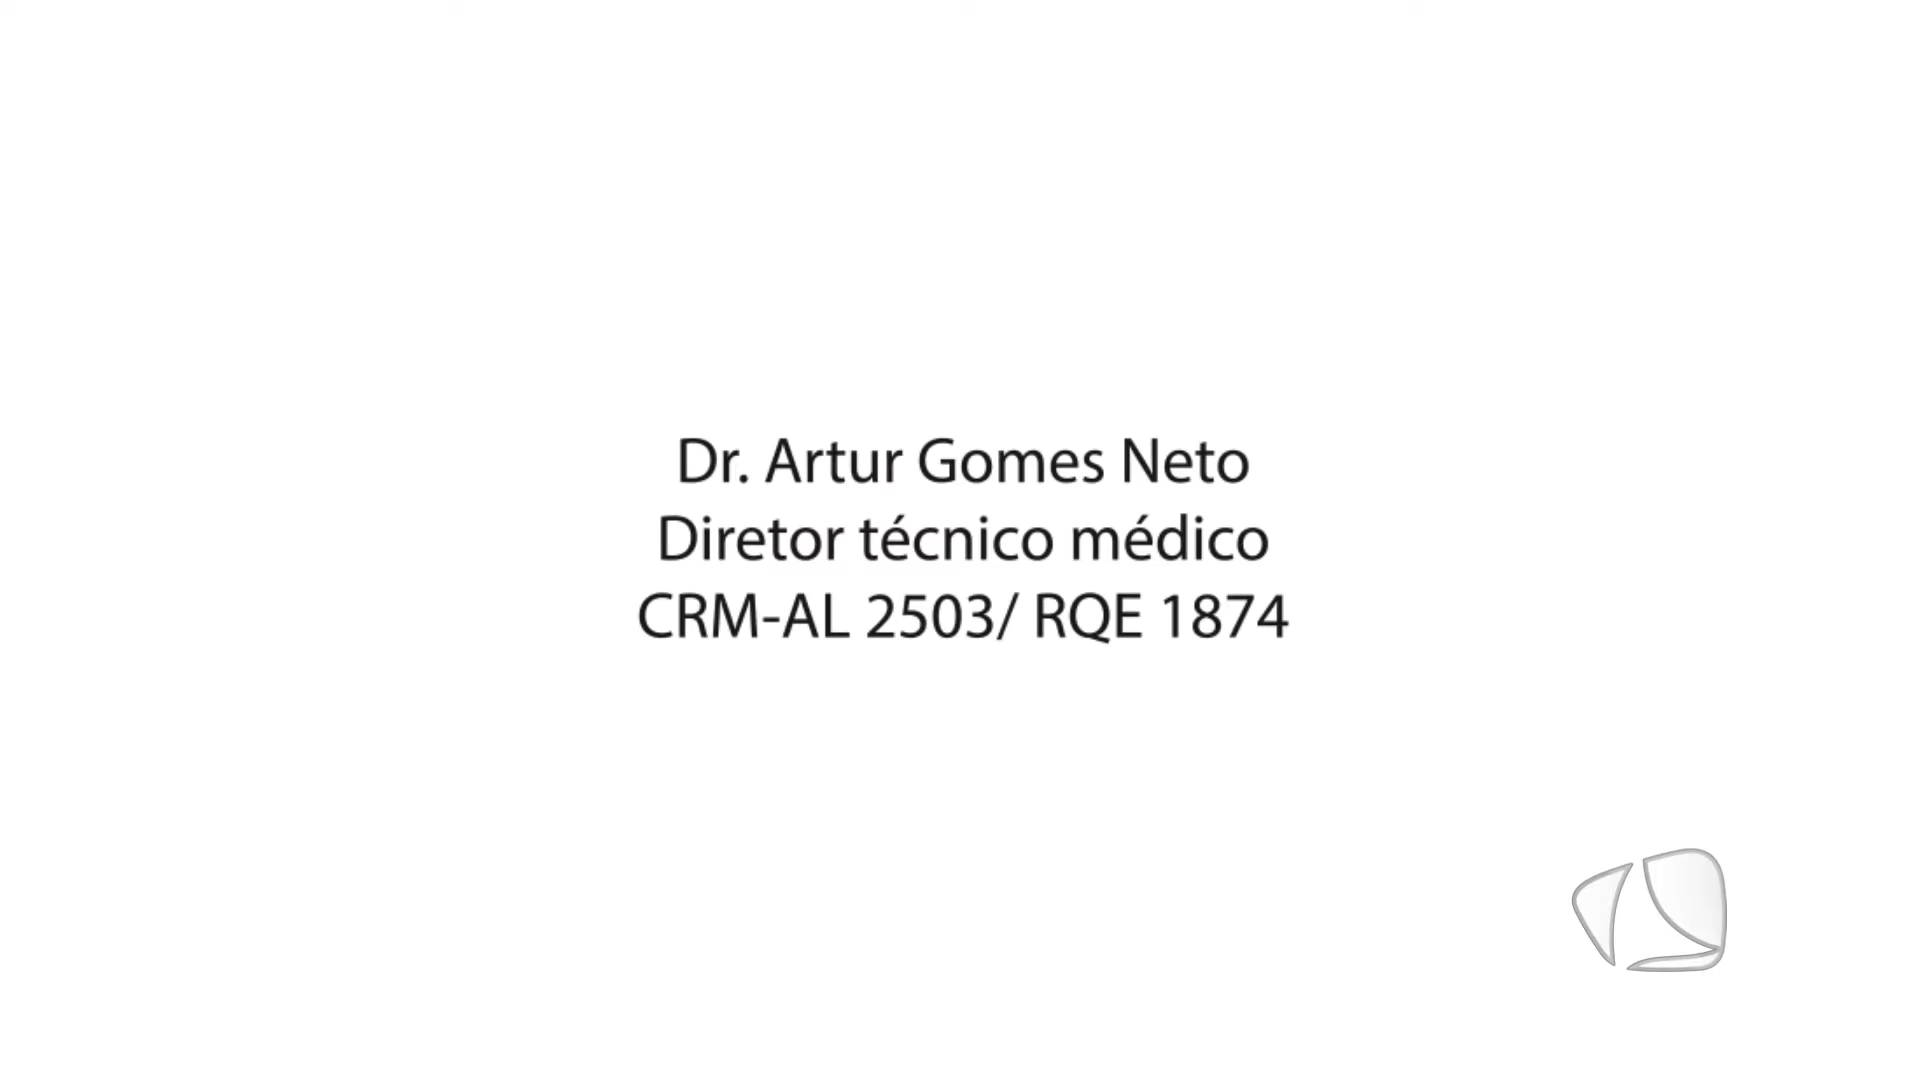 Dr. Artur Gomes Neto
Diretor técnico médico
CRM-AL 2503/ RQE 1874